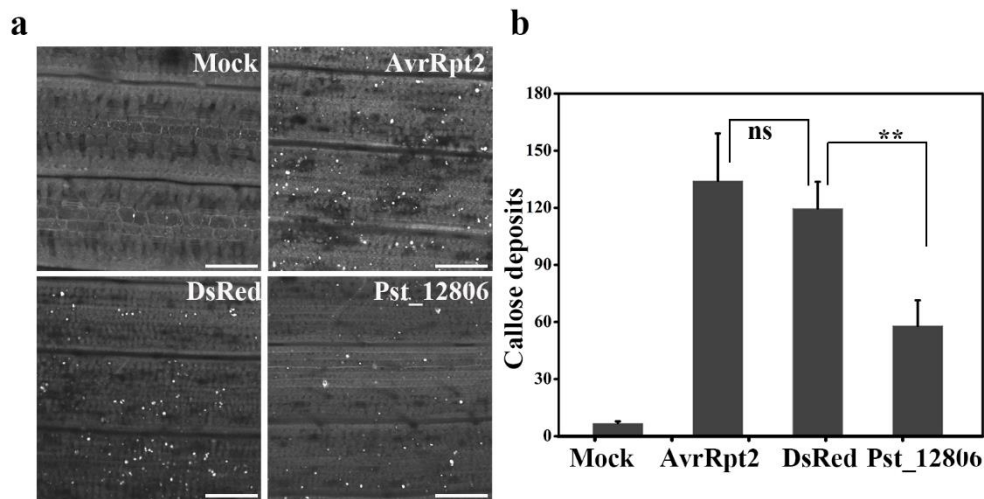 a
Mock
AvrRpt2
DsRed
Pst_12806
b
Callose deposits
180
150
120
90
60
30
0
ns
**
Mock AvrRpt2 DsRed Pst_12806